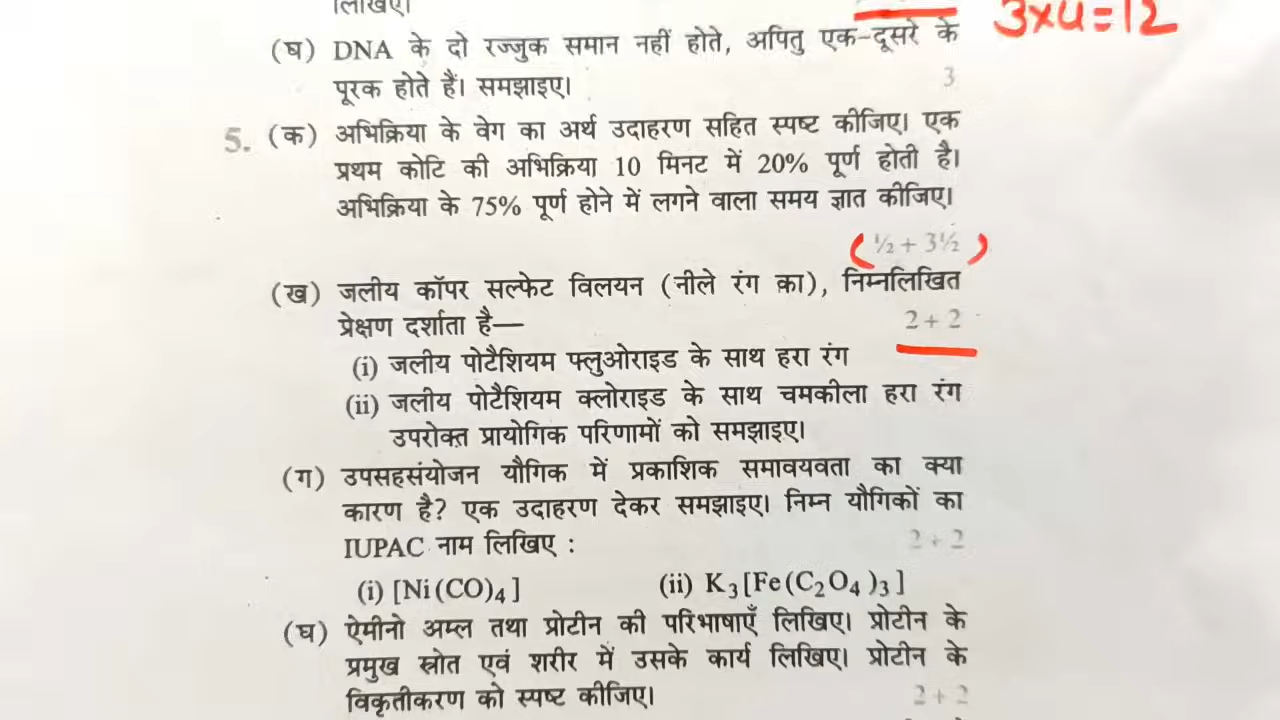 लिखिए।
3×4=12
(घ) DNA के दो रज्जुक समान नहीं होते, अपितु एक-दूसरे के
पूरक होते हैं। समझाइए।
3
5. (क) अभिक्रिया के वेग का अर्थ उदाहरण सहित स्पष्ट कीजिए। एक
प्रथम कोटि की अभिक्रिया 10 मिनट में 20% पूर्ण होती है।
अभिक्रिया के 75% पूर्ण होने में लगने वाला समय ज्ञात कीजिए।
(½ + 3½)
(ख) जलीय कॉपर सल्फेट विलयन (नीले रंग का), निम्नलिखित
प्रेक्षण दर्शाता है— 2 + 2
(i) जलीय पोटैशियम फ्लुओराइड के साथ हरा रंग
(ii) जलीय पोटैशियम क्लोराइड के साथ चमकीला हरा रंग
उपरोक्त प्रायोगिक परिणामों को समझाइए।
(ग) उपसहसंयोजन यौगिक में प्रकाशिक समावयवता का क्या
कारण है? एक उदाहरण देकर समझाइए। निम्न यौगिकों का
IUPAC नाम लिखिए : 2 + 2
(i) [Ni(CO)₄] (ii) K₃[Fe(C₂O₄)₃]
(घ) ऐमीनो अम्ल तथा प्रोटीन की परिभाषाएँ लिखिए। प्रोटीन के
प्रमुख स्रोत एवं शरीर में उसके कार्य लिखिए। प्रोटीन के
विकृतीकरण को स्पष्ट कीजिए। 2 + 2